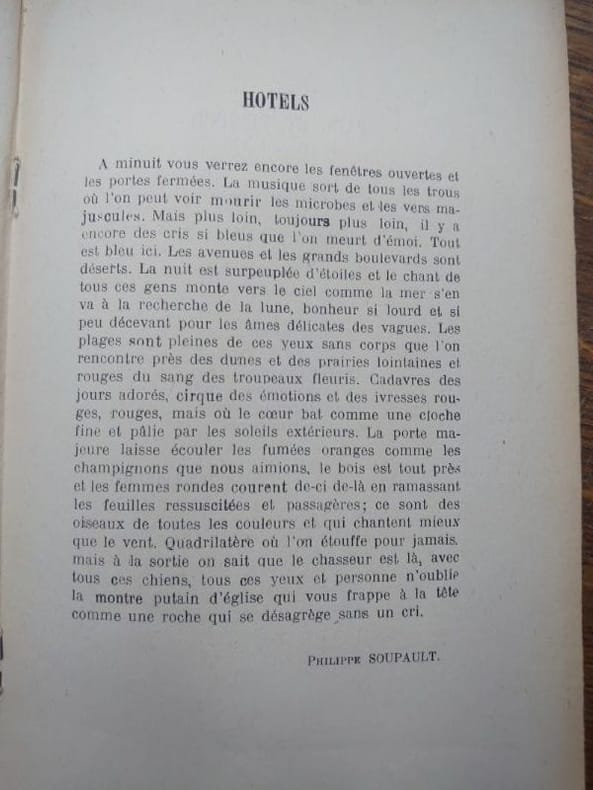 HOTELS
A minuit vous verrez encore les fenêtres ouvertes et
les portes fermées. La musique sort de tous les trous
où l'on peut voir mourir les microbes et les vers ma-
juscules. Mais plus loin, toujours plus loin, il y a
encore des cris si bleus que l'on meurt d'émoi. Tout
est bleu ici. Les avenues et les grands boulevards sont
déserts. La nuit est surpeuplée d'étoiles et le chant de
tous ces gens monte vers le ciel comme la mer s'en
va à la recherche de la lune, bonheur si lourd et si
peu décevant pour les âmes délicates des vagues. Les
plages sont pleines de ces yeux sans corps que l'on
rencontre près des dunes et des prairies lointaines et
rouges du sang des troupeaux fleuris. Cadavres des
jours adorés, cirque des émotions et des ivresses rou-
ges, rouges, mais où le cœur bat comme une cloche
fine et pâlie par les soleils extérieurs. La porte ma-
jeure laisse écouler les fumées oranges comme les
champignons que nous aimions, le bois est tout près
et les femmes rondes courent de-ci de-là en ramassant
les feuilles ressuscitées et passagères; ce sont des
oiseaux de toutes les couleurs et qui chantent mieux
que le vent. Quadrilatère où l'on étouffe pour jamais,
mais à la sortie on sait que le chasseur est là, avec
tous ces chiens, tous ces yeux et personne n'oublie
la montre putain d'église qui vous frappe à la tête
comme une roche qui se désagrège sans un cri.
PHILIPPE SOUPAULT.